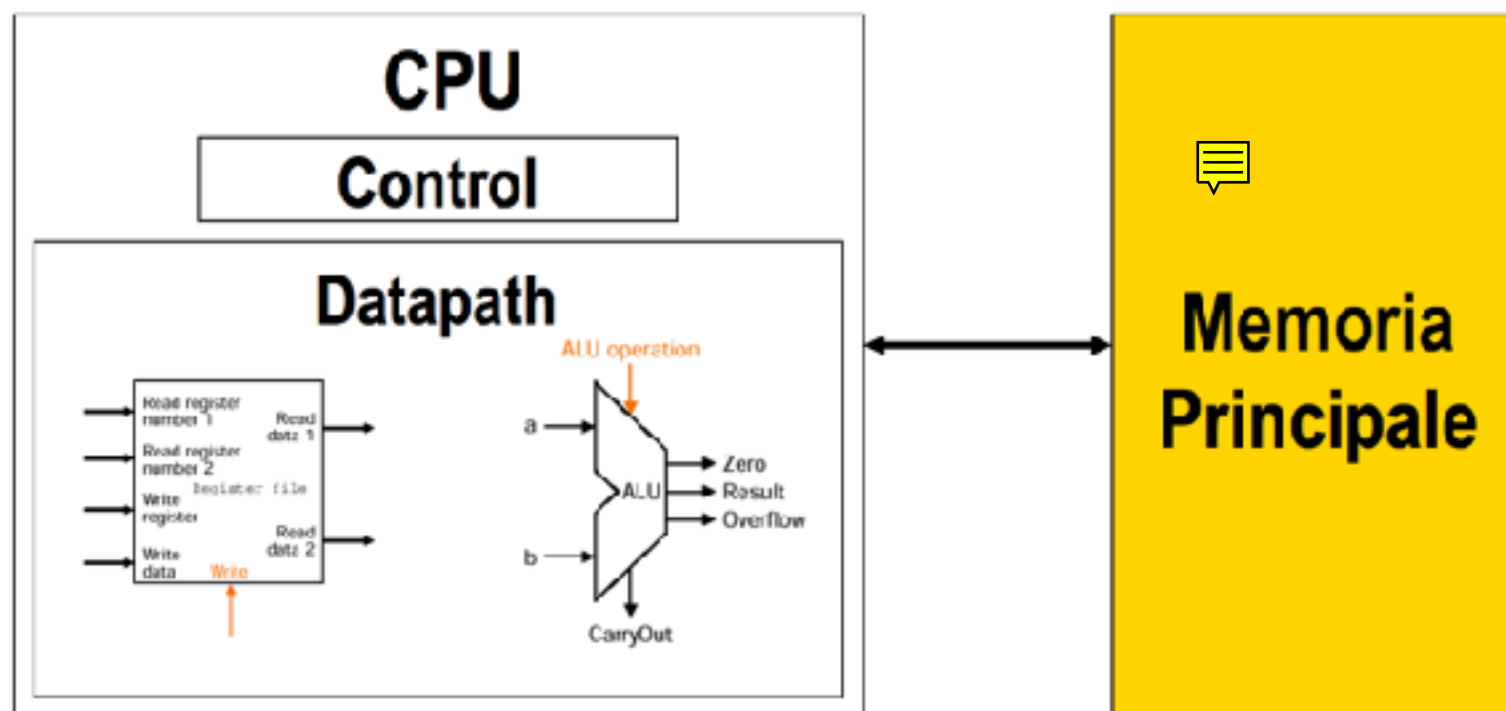 CPU
Control
Datapath
ALU operation
Read register
number 1
Read
data 1
Read register
number 2
Register file
Write
register
Read
data 2
Write
data
Write
a
b
ALU
Zero
Result
Overflow
CarryOut
Memoria
Principale